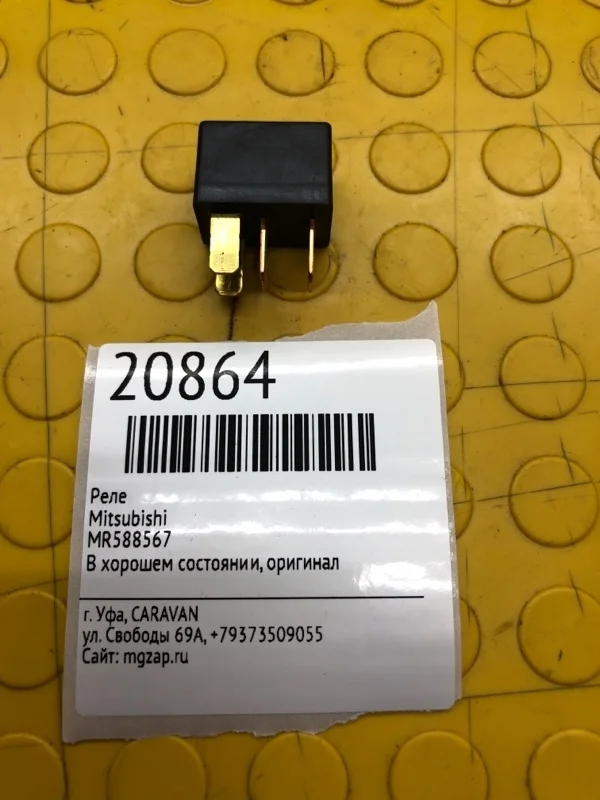 20864
Реле
Mitsubishi
MR588567
В хорошем состоянии, оригинал
г. Уфа, CARAVAN
ул. Свободы 69А, +79373509055
Сайт: mgzap.ru